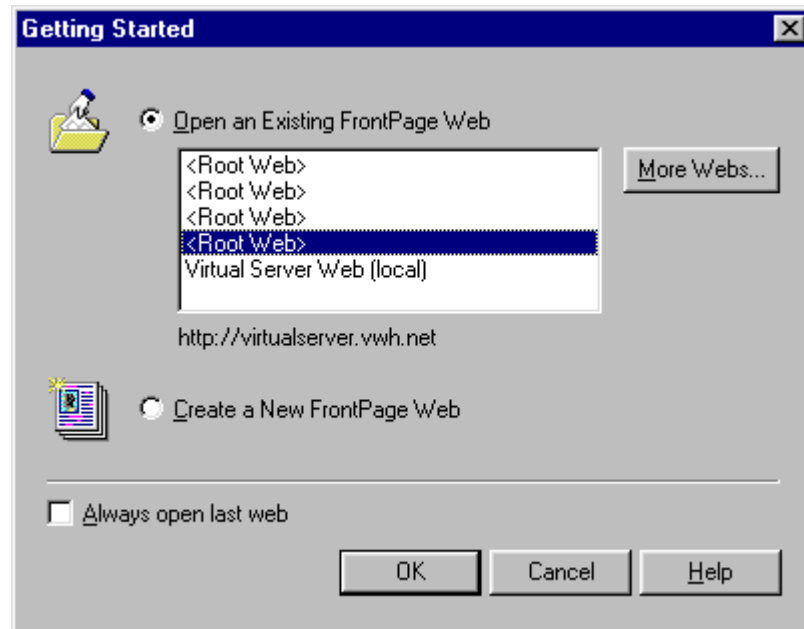 Getting Started
Open an Existing FrontPage Web
<Root Web>
<Root Web>
<Root Web>
<Root Web>
Virtual Server Web (local)
More Webs...
http://virtualserver.vwh.net
Create a New FrontPage Web
Always open last web
OK Cancel Help